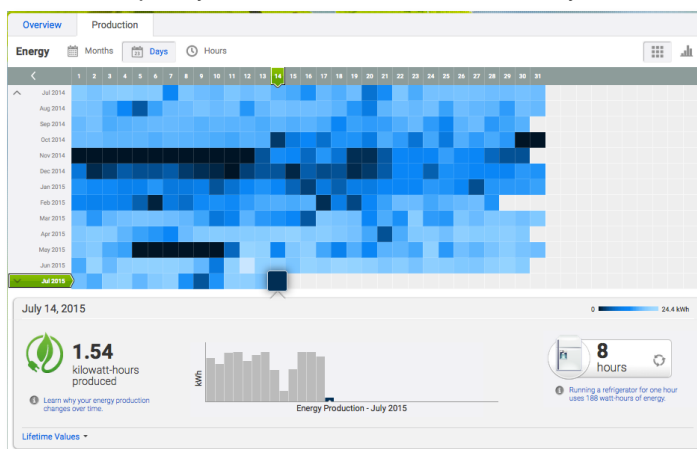 Overview Production
Energy Months Days Hours
1 2 3 4 5 6 7 8 9 10 11 12 13 14 15 16 17 18 19 20 21 22 23 24 25 26 27 28 29 30 31
Jul 2014
Aug 2014
Sep 2014
Oct 2014
Nov 2014
Dec 2014
Jan 2015
Feb 2015
Mar 2015
Apr 2015
May 2015
Jun 2015
Jul 2015
July 14, 2015
0 24.4 kWh
1.54
kilowatt-hours
produced
Learn why your energy production
changes over time.
kWh
Energy Production - July 2015
8
hours
Running a refrigerator for one hour
uses 188 watt-hours of energy.
Lifetime Values